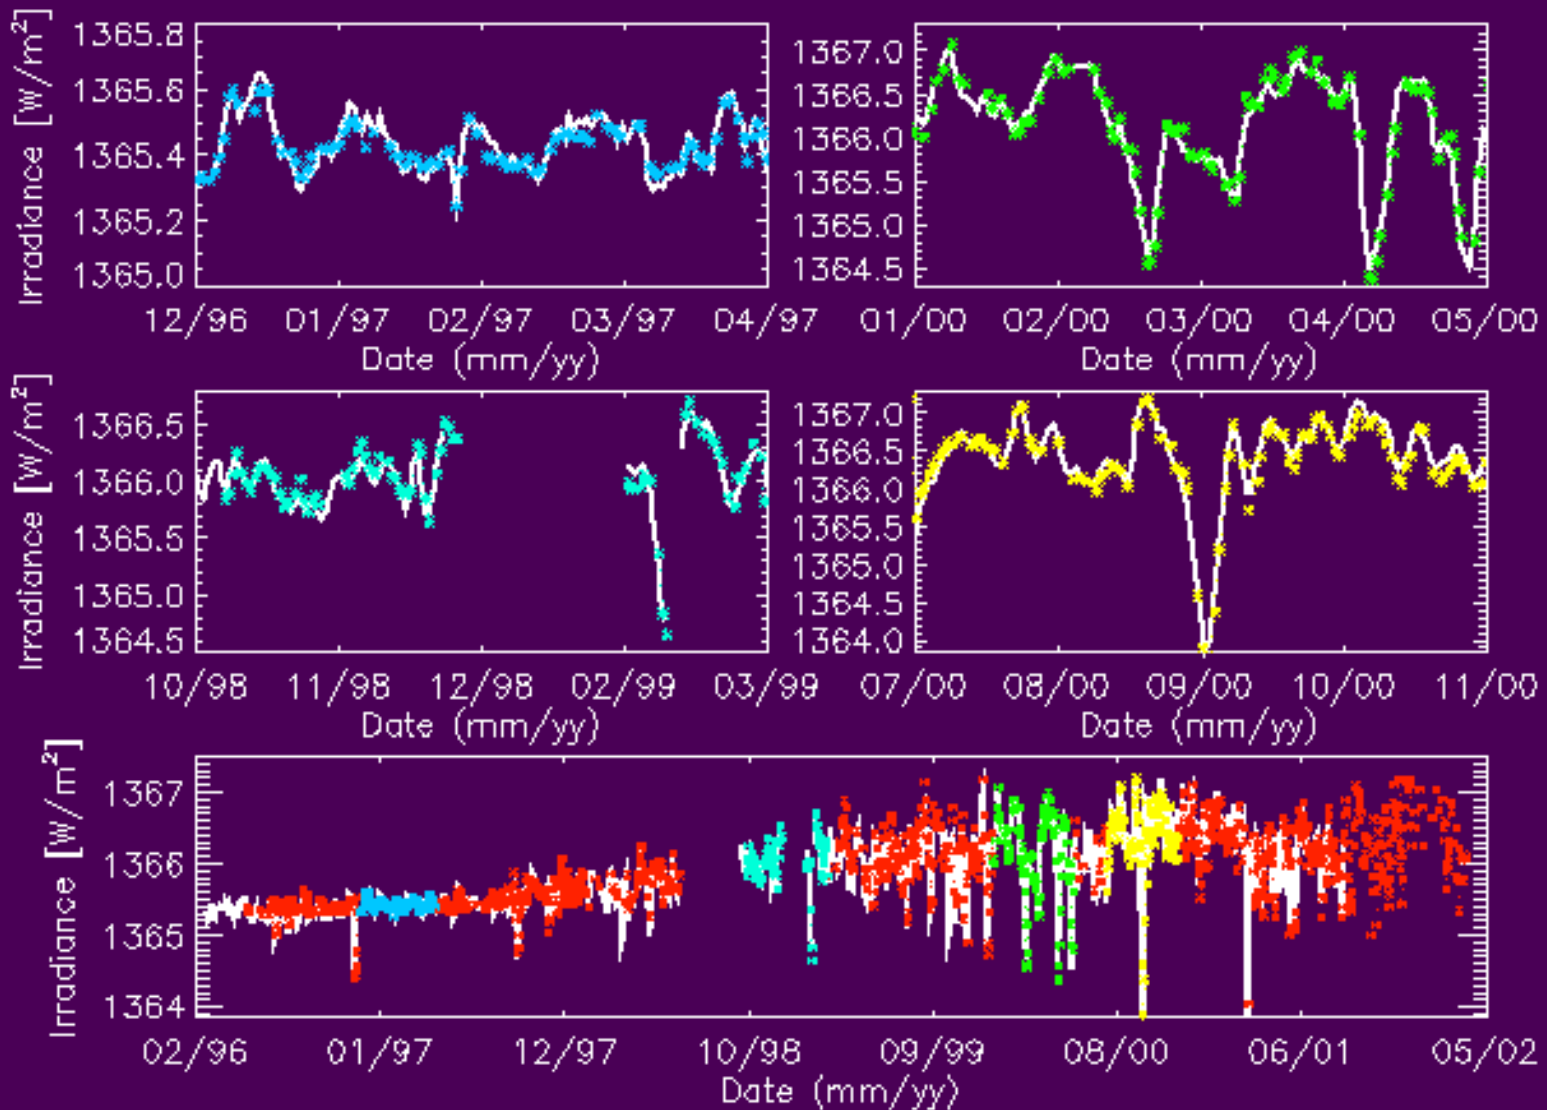 Irradiance [W/m²]
1365.8
1365.6
1365.4
1365.2
1365.0
12/96 01/97 02/97 03/97 04/97
Date (mm/yy)
1367.0
1366.5
1366.0
1365.5
1365.0
1364.5
01/00 02/00 03/00 04/00 05/00
Date (mm/yy)
Irradiance [W/m²]
1366.5
1366.0
1365.5
1365.0
1364.5
10/98 11/98 12/98 02/99 03/99
Date (mm/yy)
1367.0
1366.5
1366.0
1365.5
1365.0
1364.5
1364.0
07/00 08/00 09/00 10/00 11/00
Date (mm/yy)
Irradiance [W/m²]
1367
1366
1365
1364
02/96 01/97 12/97 10/98 09/99 08/00 06/01 05/02
Date (mm/yy)